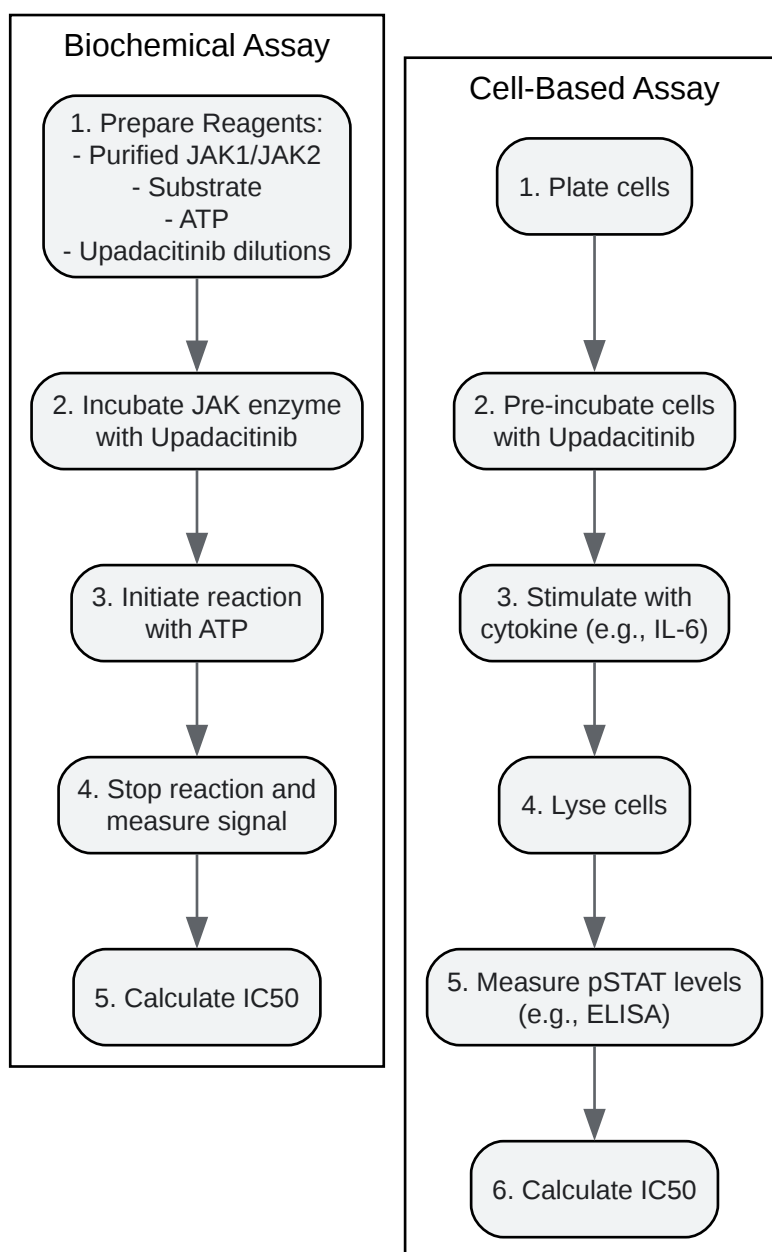 Biochemical Assay
1. Prepare Reagents:
- Purified JAK1/JAK2
- Substrate
- ATP
- Upadacitinib dilutions
2. Incubate JAK enzyme
with Upadacitinib
3. Initiate reaction
with ATP
4. Stop reaction and
measure signal
5. Calculate IC50
Cell-Based Assay
1. Plate cells
2. Pre-incubate cells
with Upadacitinib
3. Stimulate with
cytokine (e.g., IL-6)
4. Lyse cells
5. Measure pSTAT levels
(e.g., ELISA)
6. Calculate IC50